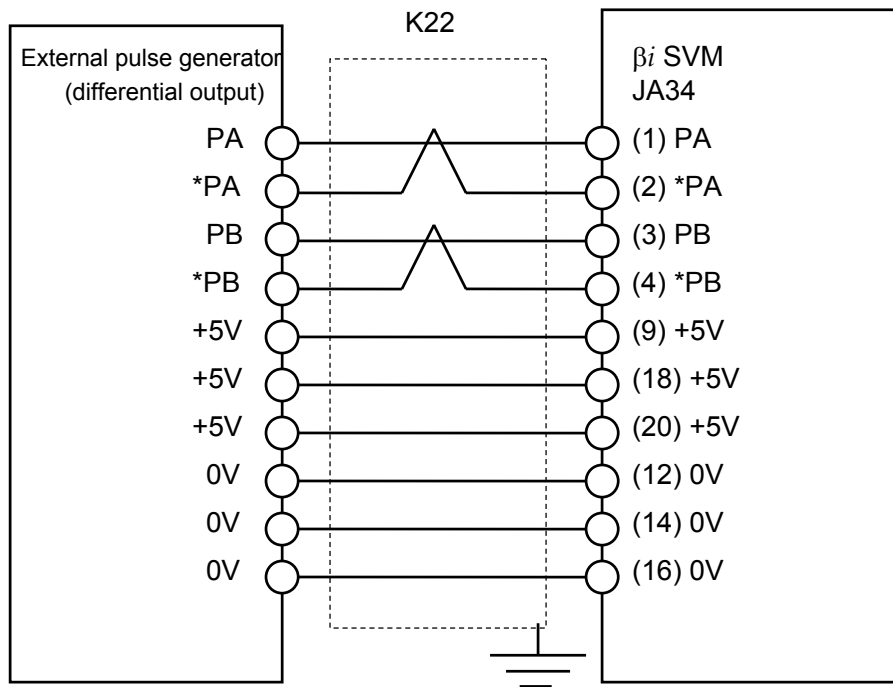 K22
External pulse generator
(differential output)
βi SVM
JA34
PA
(1) PA
*PA
(2) *PA
PB
(3) PB
*PB
(4) *PB
+5V
(9) +5V
+5V
(18) +5V
+5V
(20) +5V
0V
(12) 0V
0V
(14) 0V
0V
(16) 0V